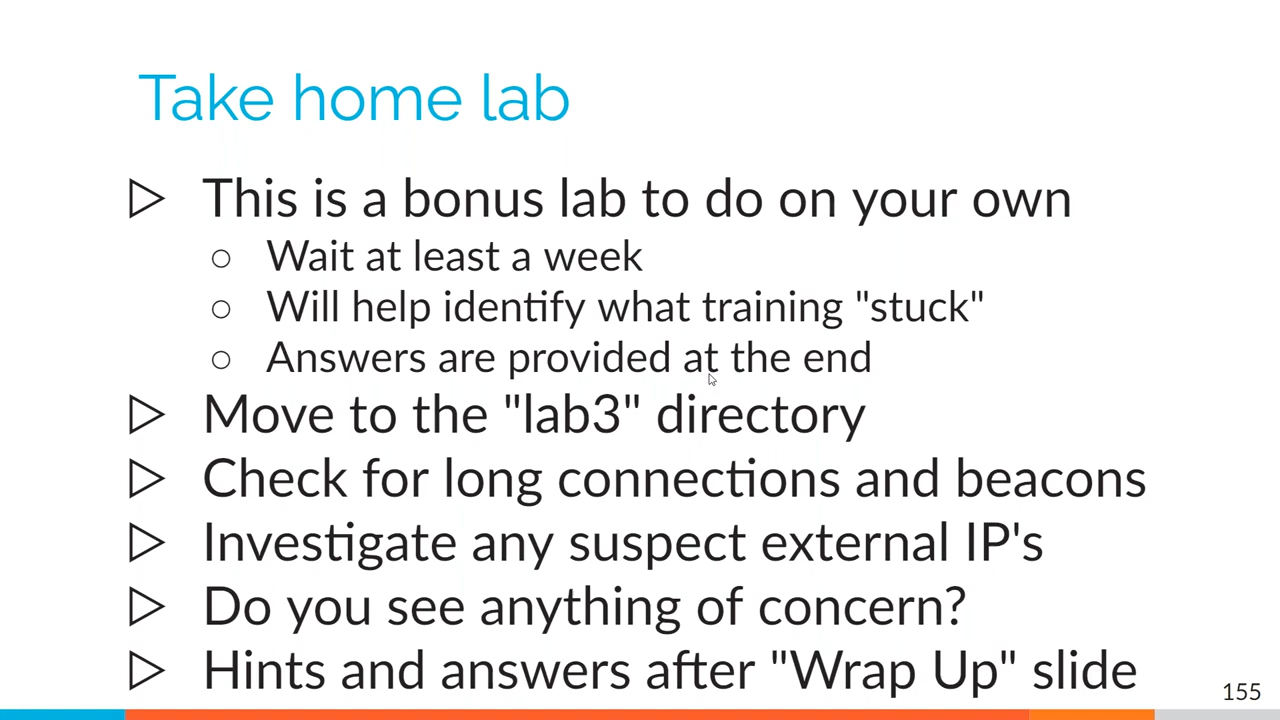 Take home lab
▷ This is a bonus lab to do on your own
○ Wait at least a week
○ Will help identify what training "stuck"
○ Answers are provided at the end
▷ Move to the "lab3" directory
▷ Check for long connections and beacons
▷ Investigate any suspect external IP's
▷ Do you see anything of concern?
▷ Hints and answers after "Wrap Up" slide
155